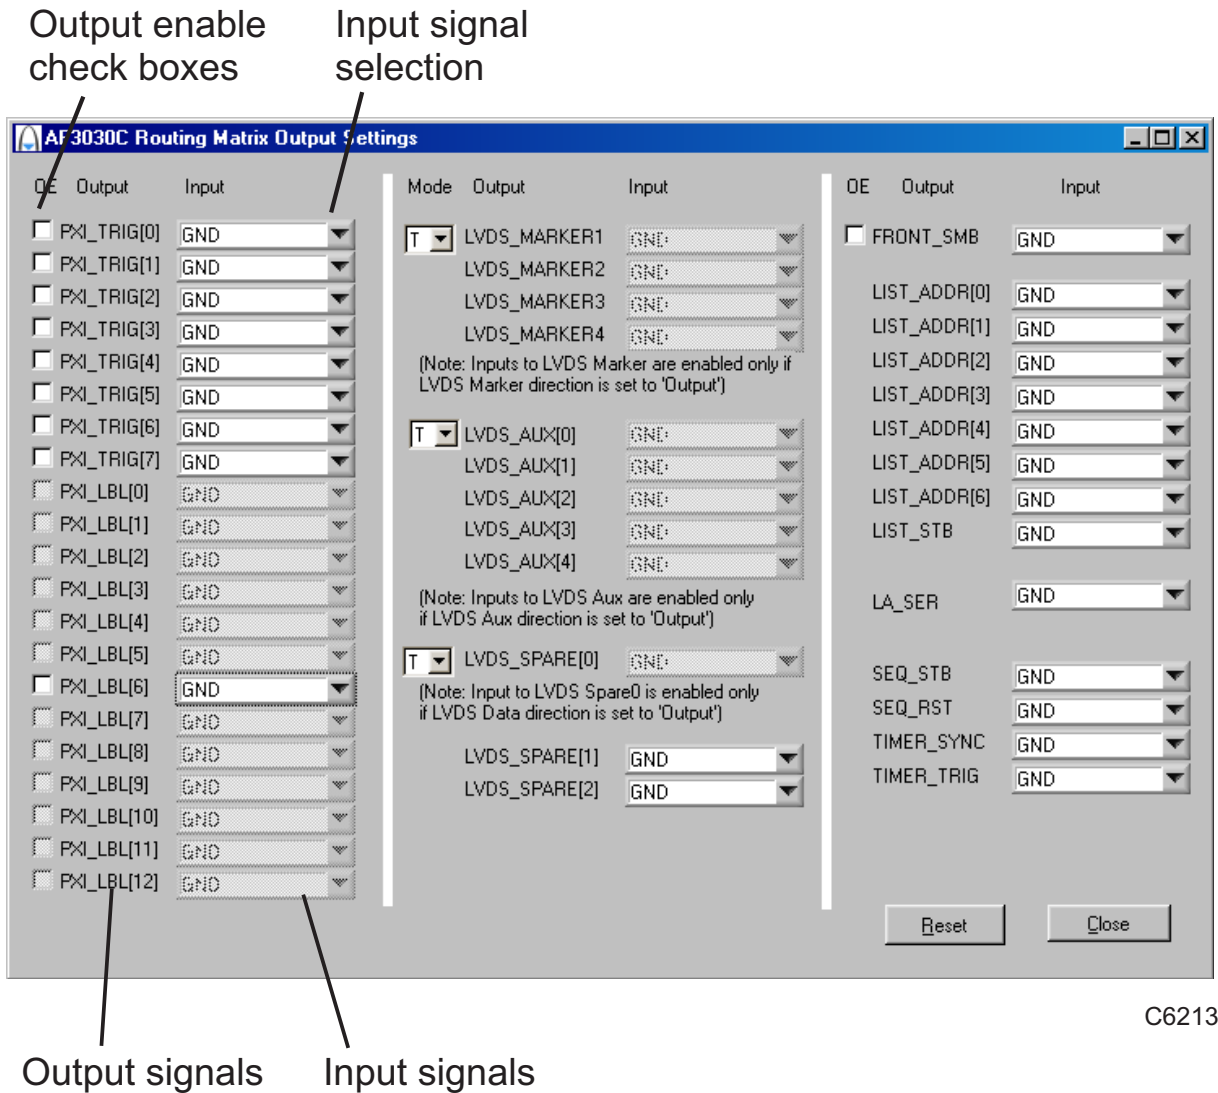 Output enable
check boxes
Input signal
selection
AF3030C Routing Matrix Output Settings
OE Output Input
PXI_TRIG[0] GND
PXI_TRIG[1] GND
PXI_TRIG[2] GND
PXI_TRIG[3] GND
PXI_TRIG[4] GND
PXI_TRIG[5] GND
PXI_TRIG[6] GND
PXI_TRIG[7] GND
PXI_LBL[0] GND
PXI_LBL[1] GND
PXI_LBL[2] GND
PXI_LBL[3] GND
PXI_LBL[4] GND
PXI_LBL[5] GND
PXI_LBL[6] GND
PXI_LBL[7] GND
PXI_LBL[8] GND
PXI_LBL[9] GND
PXI_LBL[10] GND
PXI_LBL[11] GND
PXI_LBL[12] GND
Mode Output Input
T LVDS_MARKER1 GND
LVDS_MARKER2 GND
LVDS_MARKER3 GND
LVDS_MARKER4 GND
(Note: Inputs to LVDS Marker are enabled only if
LVDS Marker direction is set to 'Output')
T LVDS_AUX[0] GND
LVDS_AUX[1] GND
LVDS_AUX[2] GND
LVDS_AUX[3] GND
LVDS_AUX[4] GND
(Note: Inputs to LVDS Aux are enabled only
if LVDS Aux direction is set to 'Output')
T LVDS_SPARE[0] GND
(Note: Input to LVDS Spare0 is enabled only
if LVDS Data direction is set to 'Output')
LVDS_SPARE[1] GND
LVDS_SPARE[2] GND
OE Output Input
FRONT_SMB GND
LIST_ADDR[0] GND
LIST_ADDR[1] GND
LIST_ADDR[2] GND
LIST_ADDR[3] GND
LIST_ADDR[4] GND
LIST_ADDR[5] GND
LIST_ADDR[6] GND
LIST_STB GND
LA_SER GND
SEQ_STB GND
SEQ_RST GND
TIMER_SYNC GND
TIMER_TRIG GND
Reset Close
C6213
Output signals
Input signals